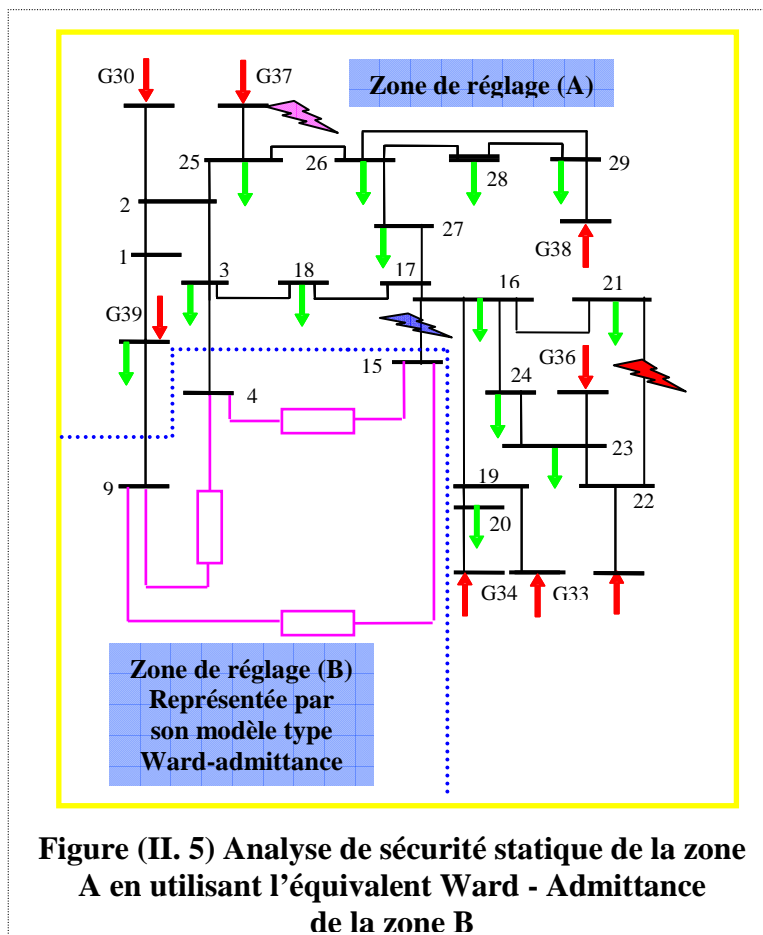 G30
G37
Zone de réglage (A)
25
26
28
29
2
27
G38
1
3
18
17
16
21
G39
15
G36
4
24
23
9
19
22
20
G34
G33
Zone de réglage (B)
Représentée par
son modèle type
Ward-admittance
Figure (II. 5) Analyse de sécurité statique de la zone
A en utilisant l’équivalent Ward - Admittance
de la zone B